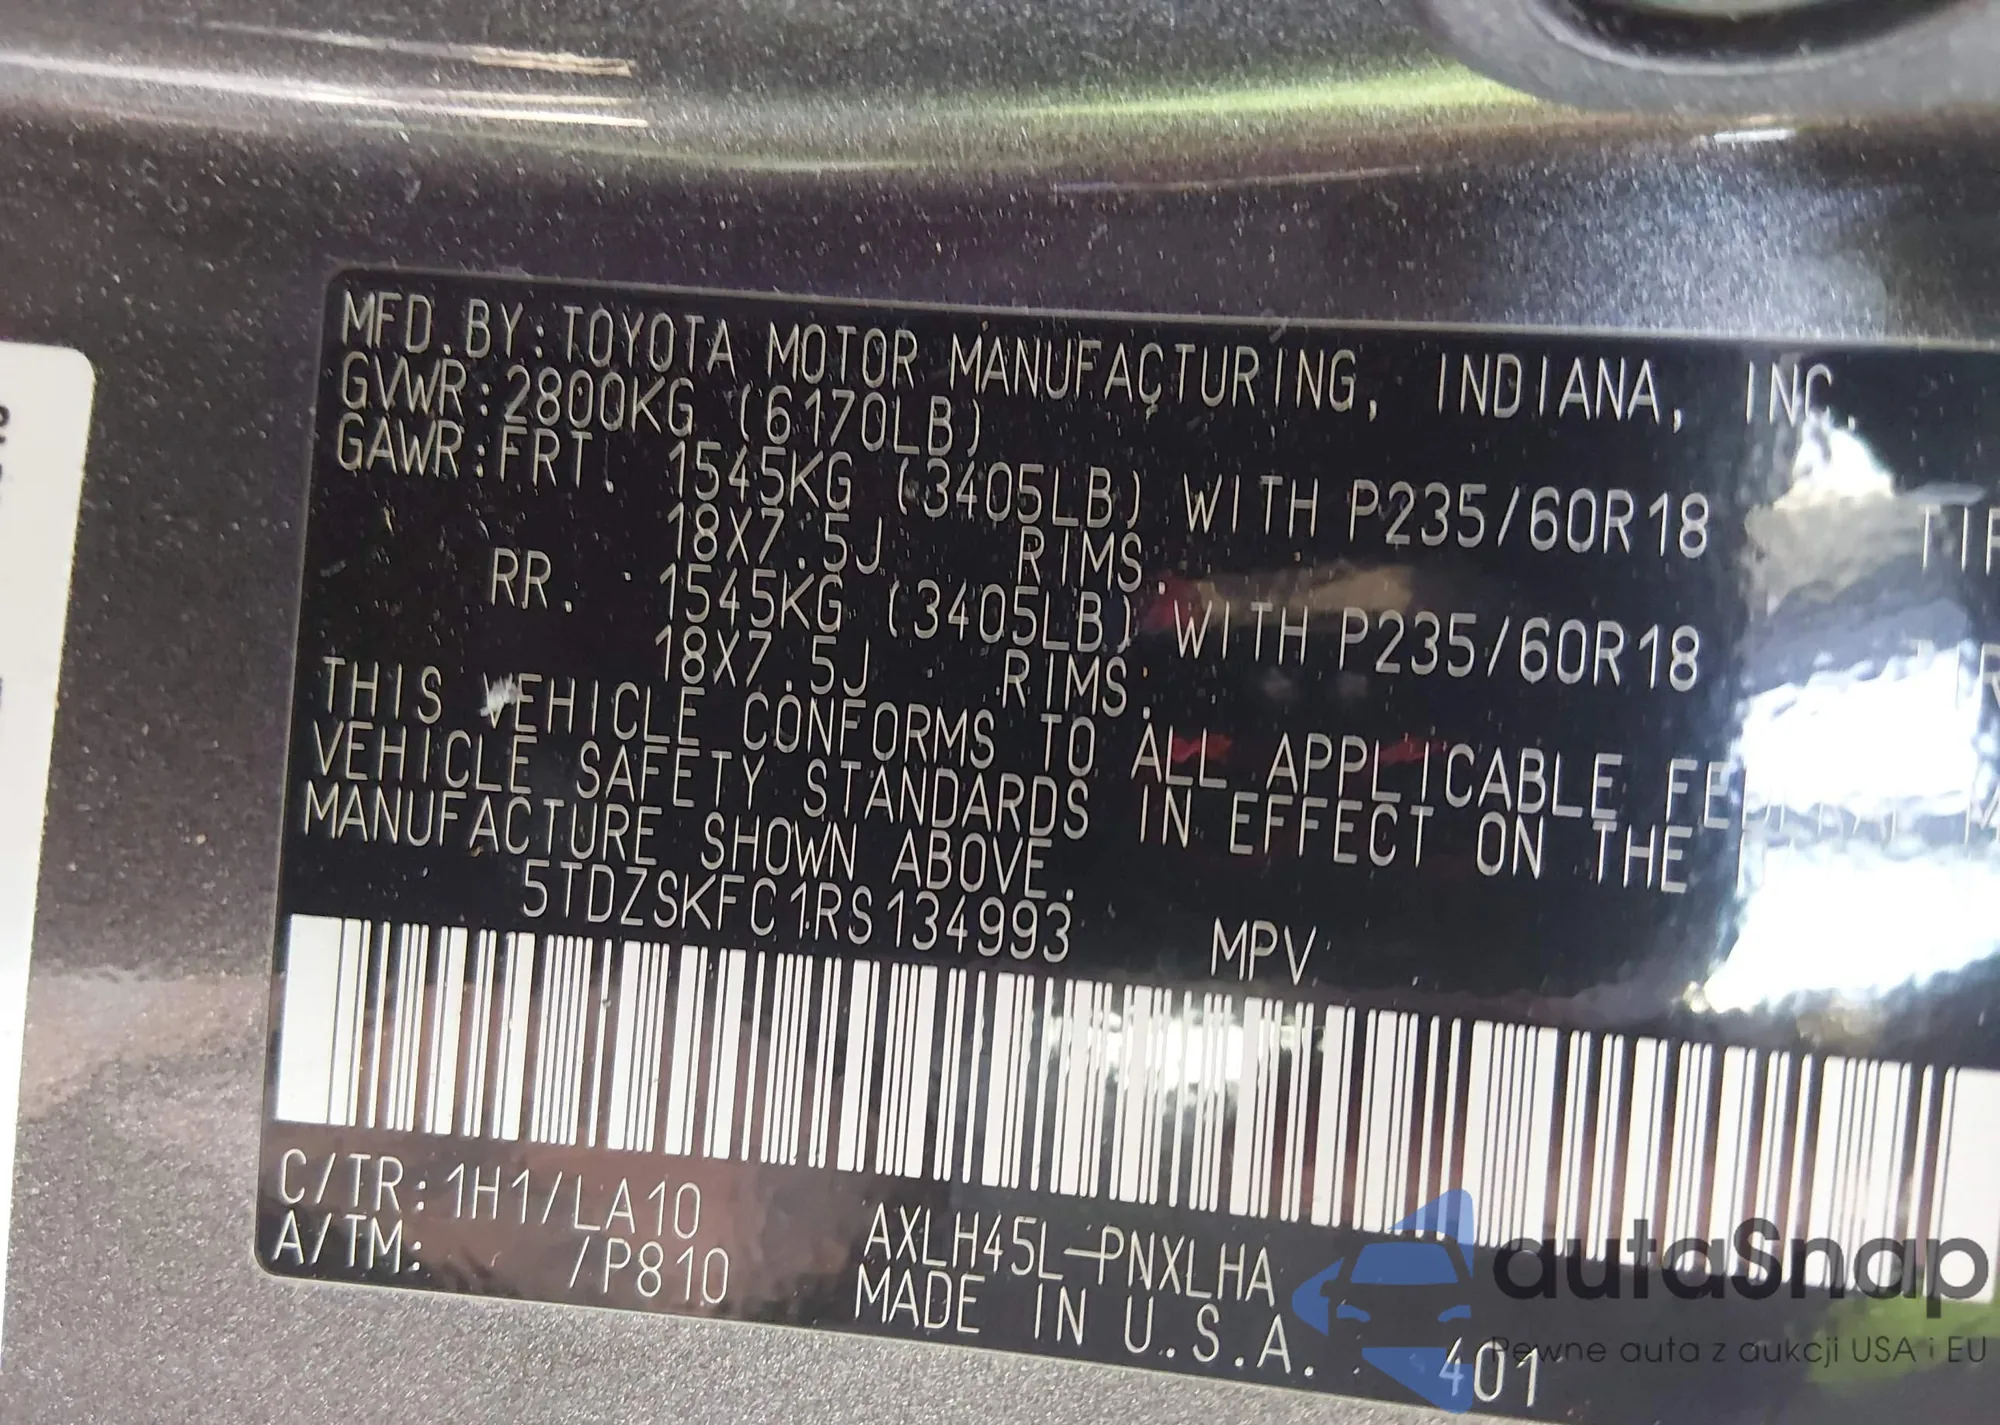 MFD.BY:TOYOTA MOTOR MANUFACTURING, INDIANA, INC.
GVWR:2800KG (6170LB)
GAWR:FRT. 1545KG (3405LB) WITH P235/60R18
18X7.5J RIMS.
RR. 1545KG (3405LB) WITH P235/60R18
18X7.5J RIMS.
THIS VEHICLE CONFORMS TO ALL APPLICABLE FEDERAL
VEHICLE SAFETY STANDARDS IN EFFECT ON THE
MANUFACTURE SHOWN ABOVE.
5TDZSKFC1RS134993 MPV
C/TR:1H1/LA10
A/TM: /P810
AXLH45L-PNXLHA
MADE IN U.S.A.
401
autaSnap
Pewne auta z aukcji USA i EU